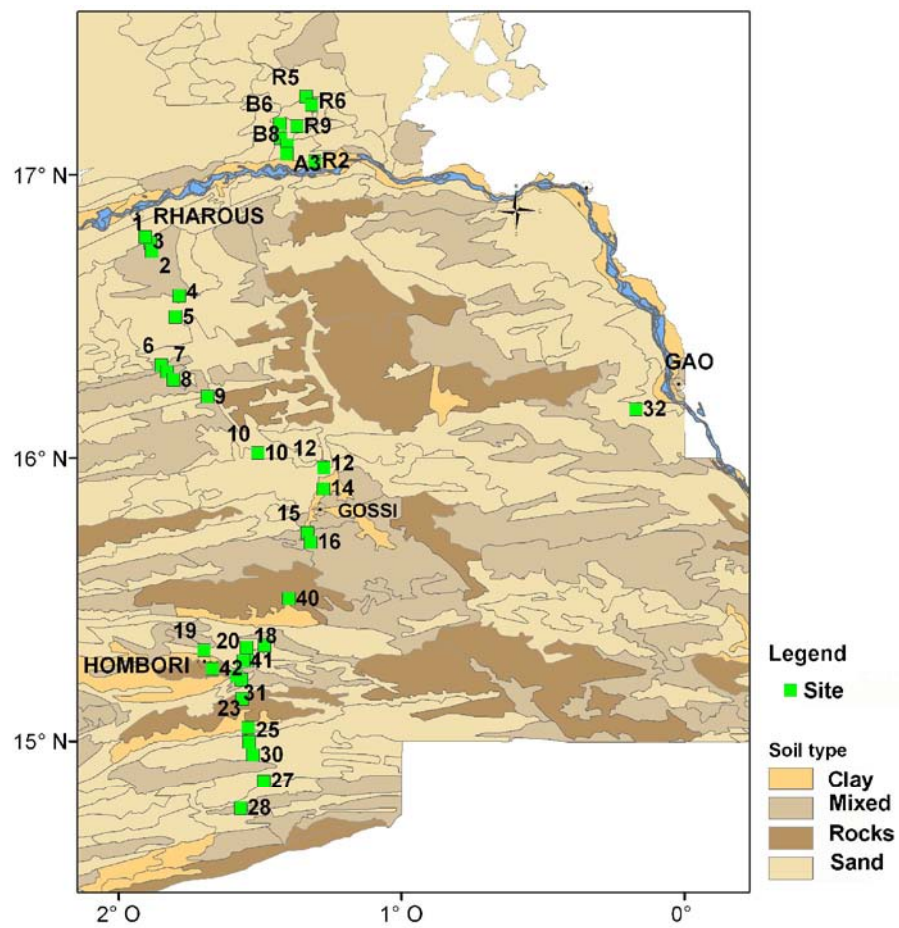 R5
R6
B6
R9
B8
A3 R2
17° N
RHAROUS
1
3
2
4
5
6
7
8
GAO
9
32
10
10
12
12
16° N
14
15
GOSSI
16
40
19
20
18
HOMBORI
42
41
31
23
25
15° N
30
27
28
2° O
1° O
0°
Legend
Site
Soil type
Clay
Mixed
Rocks
Sand